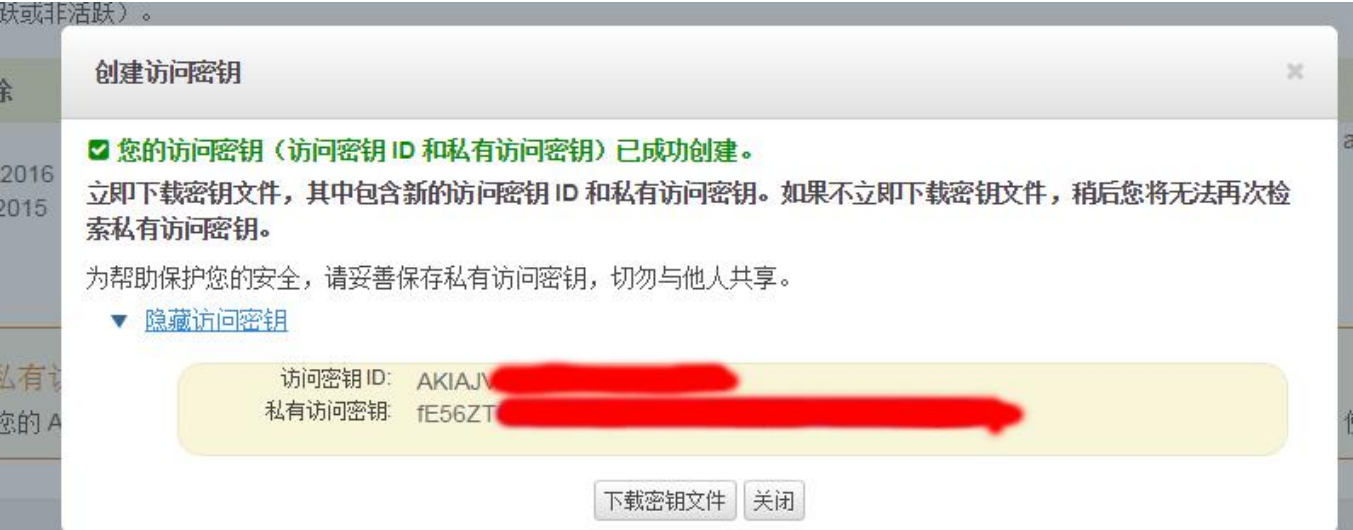 跃或非活跃）。
创建访问密钥
×
除
您的访问密钥（访问密钥 ID 和私有访问密钥）已成功创建。
2016
立即下载密钥文件，其中包含新的访问密钥 ID 和私有访问密钥。如果不立即下载密钥文件，稍后您将无法再次检
2015
索私有访问密钥。
为帮助保护您的安全，请妥善保存私有访问密钥，切勿与他人共享。
隐藏访问密钥
私有访
访问密钥 ID: AKIAJV
您的 A
私有访问密钥: fE56ZT
下载密钥文件 关闭